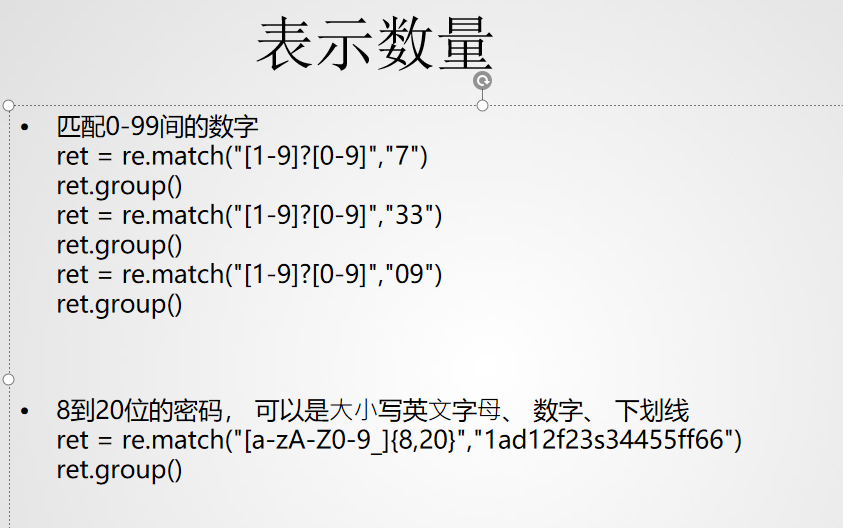 表示数量
• 匹配0-99间的数字
ret = re.match("[1-9]?[0-9]","7")
ret.group()
ret = re.match("[1-9]?[0-9]","33")
ret.group()
ret = re.match("[1-9]?[0-9]","09")
ret.group()
• 8到20位的密码， 可以是大小写英文字母、 数字、 下划线
ret = re.match("[a-zA-Z0-9_]{8,20}","1ad12f23s34455ff66")
ret.group()